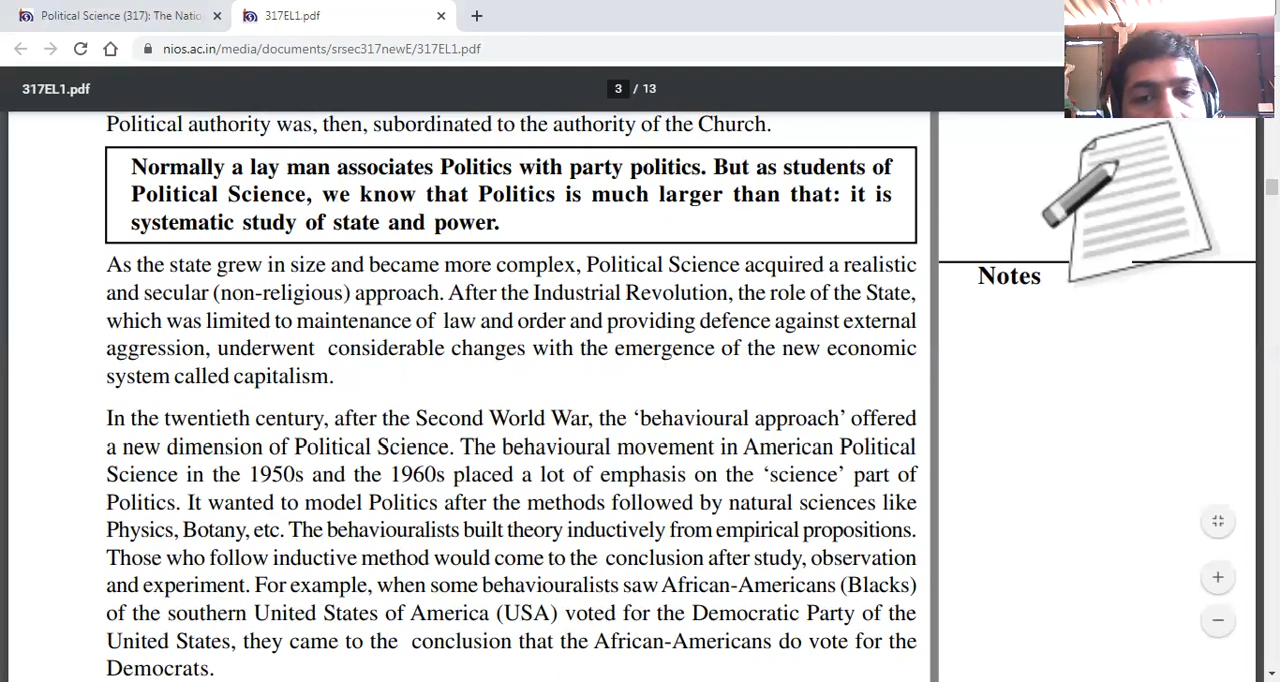 Political Science (317): The Natio
317EL1.pdf
nios.ac.in/media/documents/srsec317newE/317EL1.pdf
317EL1.pdf
3 / 13
Political authority was, then, subordinated to the authority of the Church.
Normally a lay man associates Politics with party politics. But as students of
Political Science, we know that Politics is much larger than that: it is
systematic study of state and power.
As the state grew in size and became more complex, Political Science acquired a realistic
and secular (non-religious) approach. After the Industrial Revolution, the role of the State,
which was limited to maintenance of law and order and providing defence against external
aggression, underwent considerable changes with the emergence of the new economic
system called capitalism.
In the twentieth century, after the Second World War, the ‘behavioural approach’ offered
a new dimension of Political Science. The behavioural movement in American Political
Science in the 1950s and the 1960s placed a lot of emphasis on the ‘science’ part of
Politics. It wanted to model Politics after the methods followed by natural sciences like
Physics, Botany, etc. The behaviouralists built theory inductively from empirical propositions.
Those who follow inductive method would come to the conclusion after study, observation
and experiment. For example, when some behaviouralists saw African-Americans (Blacks)
of the southern United States of America (USA) voted for the Democratic Party of the
United States, they came to the conclusion that the African-Americans do vote for the
Democrats.
Notes